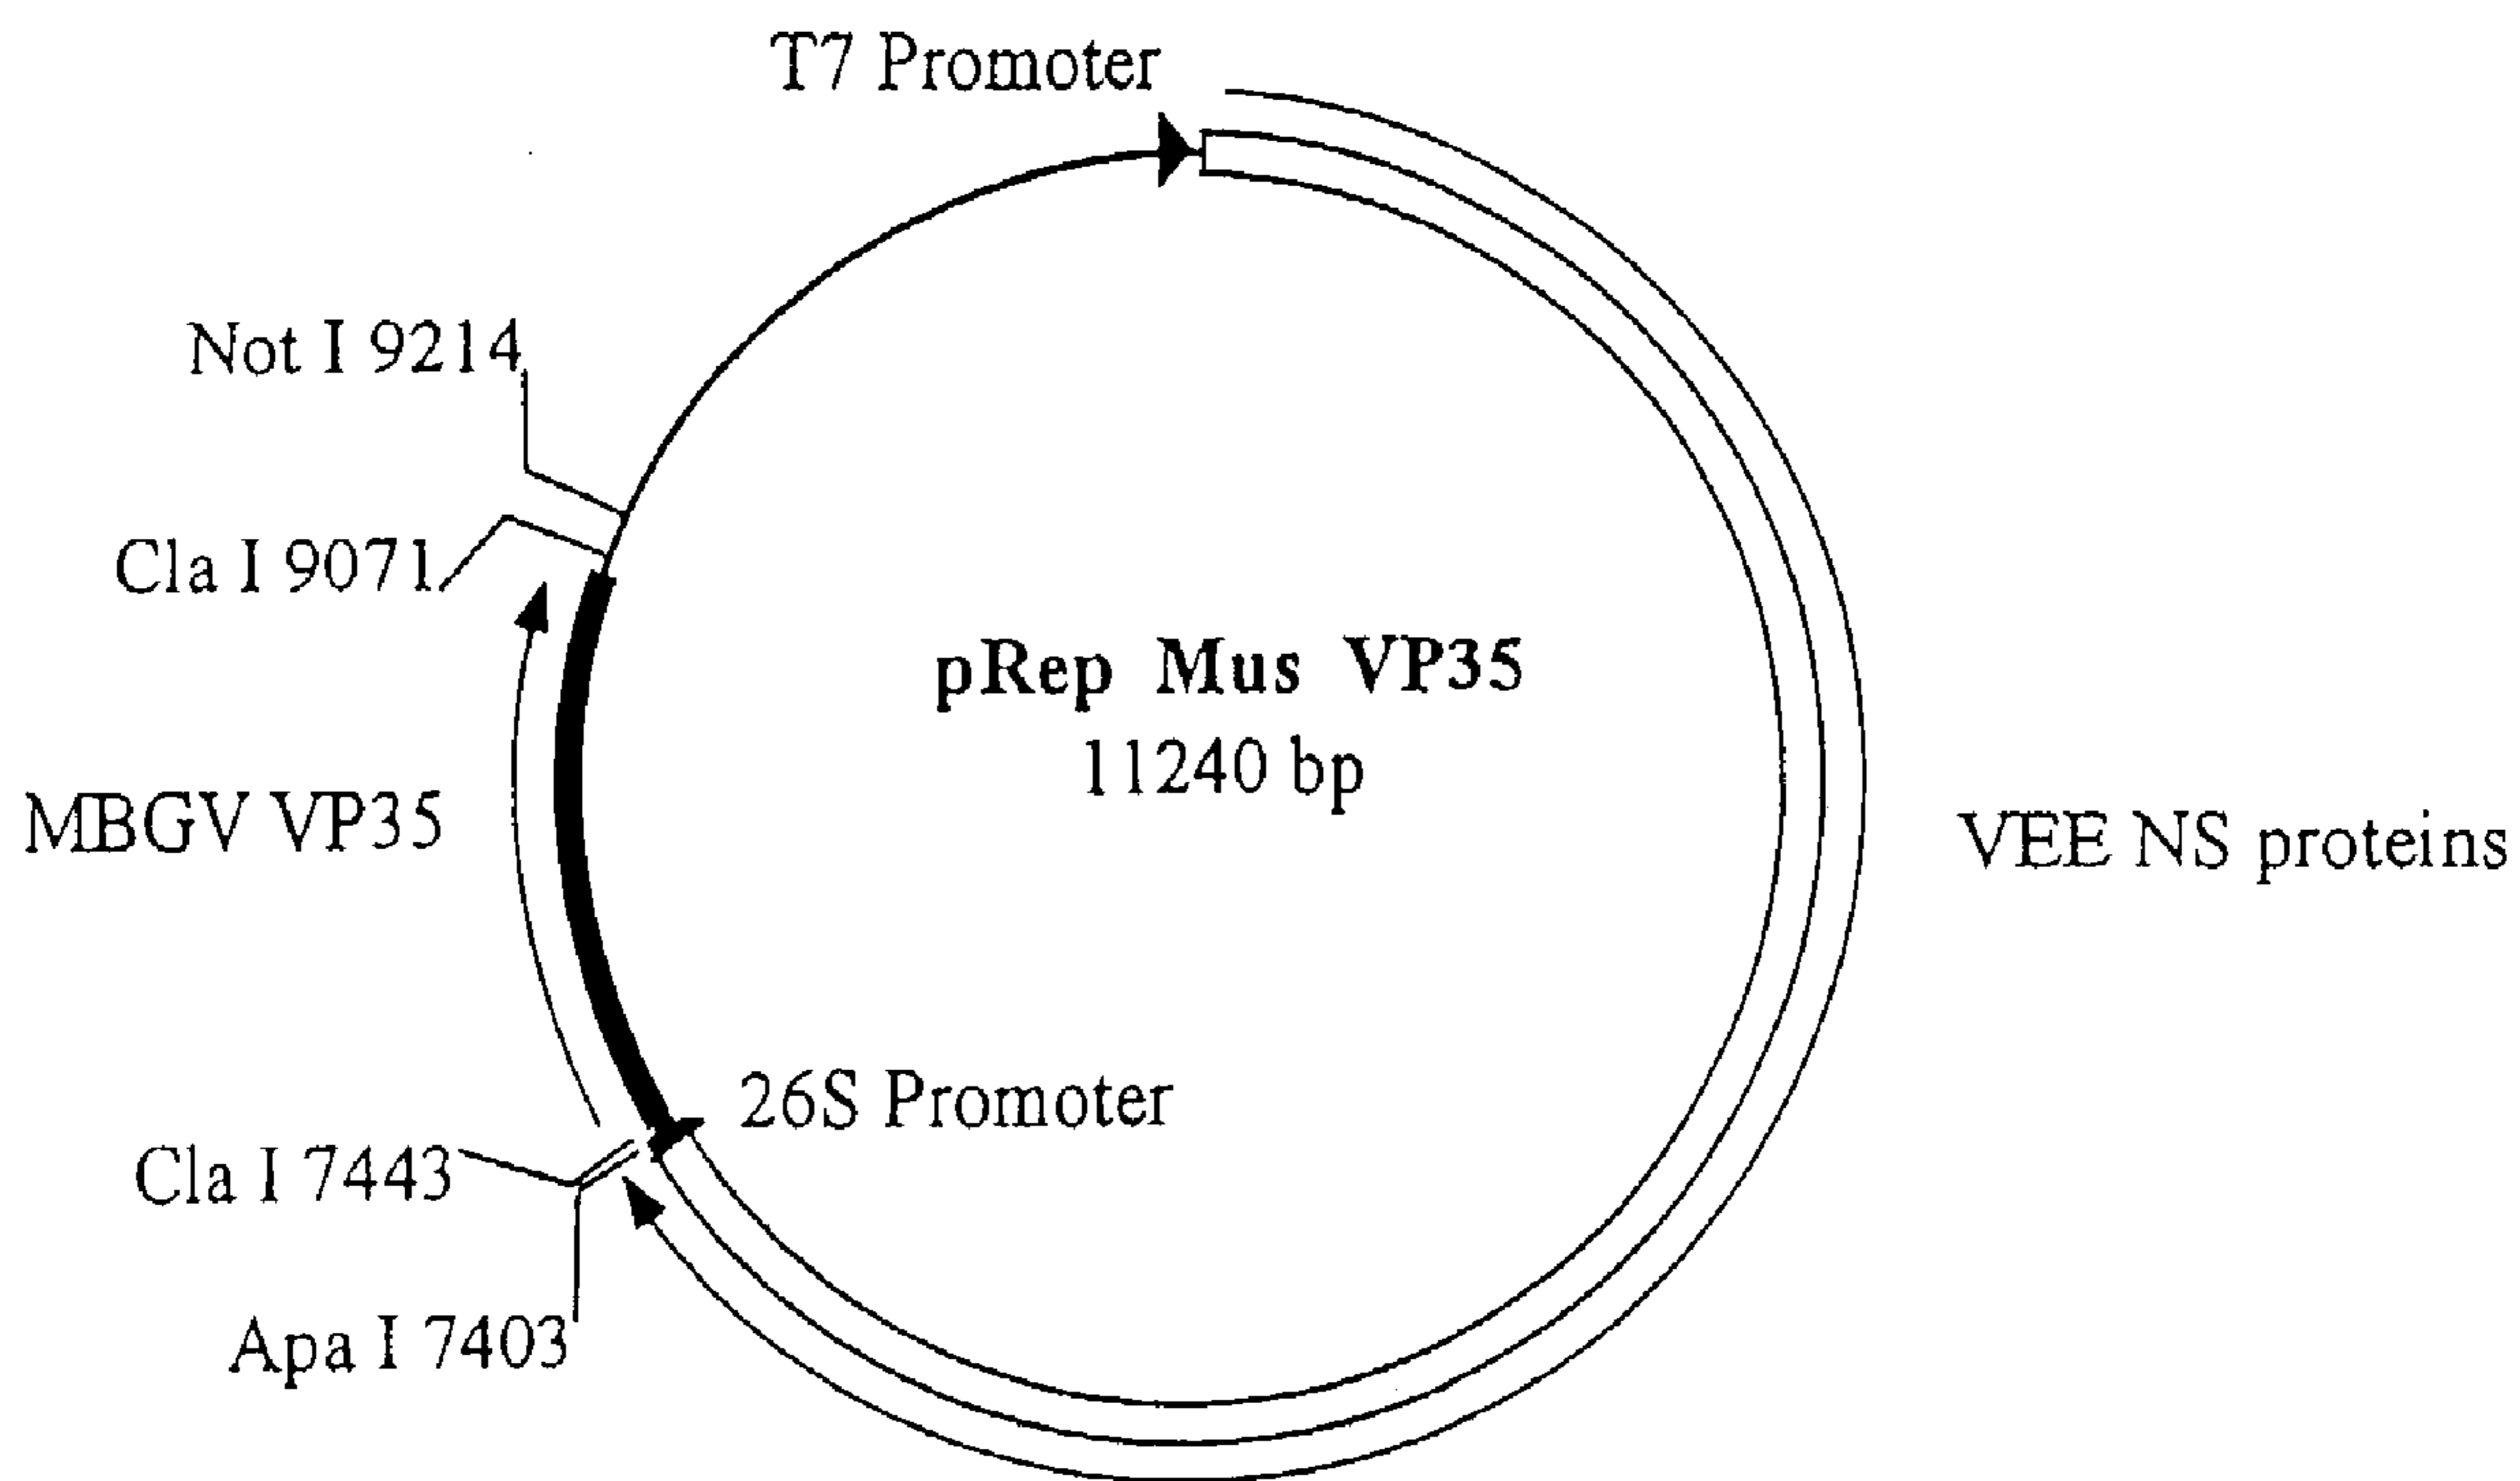 T7 Promoter
Not I 9214
Cla I 9071
pRep Mus VP35
11240 bp
MBGV VP35
VEE NS proteins
26S Promoter
Cla I 7443
Apa I 7403